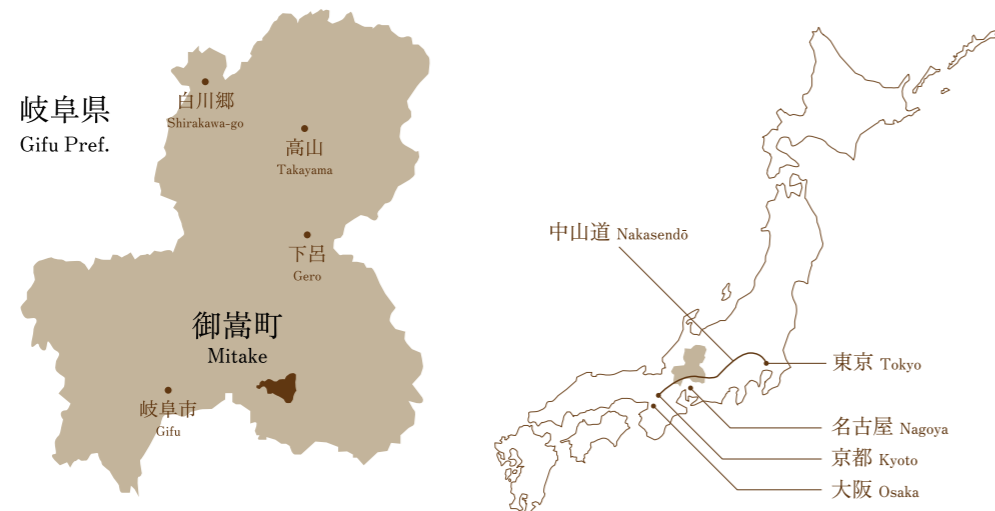 岐阜県
Gifu Pref.
白川郷
Shirakawa-go
高山
Takayama
下呂
Gero
御嵩町
Mitake
岐阜市
Gifu
中山道 Nakasendō
東京 Tokyo
名古屋 Nagoya
京都 Kyoto
大阪 Osaka